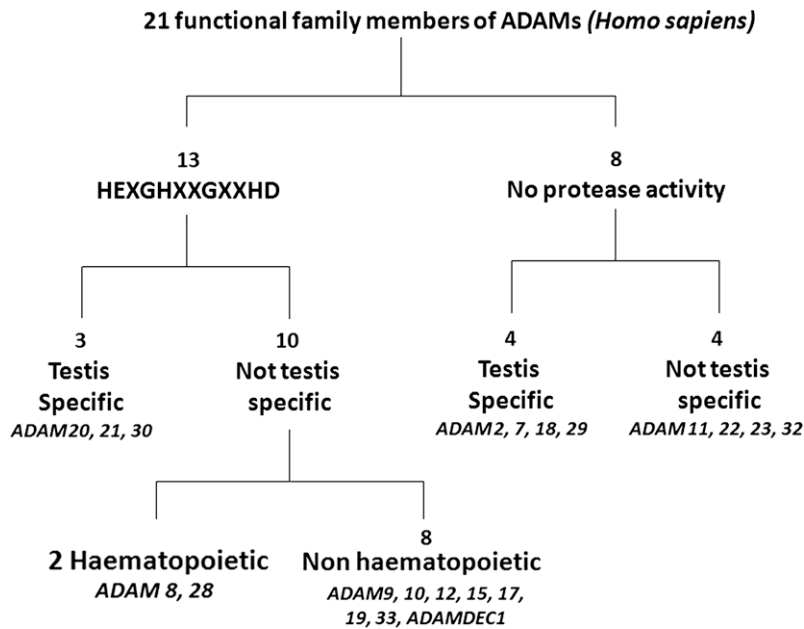 21 functional family members of ADAMs (Homo sapiens)
13
HEXGHXXGXXHD
8
No protease activity
3
Testis
Specific
ADAM20, 21, 30
10
Not testis
specific
4
Testis
Specific
ADAM2, 7, 18, 29
4
Not testis
specific
ADAM11, 22, 23, 32
2 Haematopoietic
ADAM 8, 28
8
Non haematopoietic
ADAM9, 10, 12, 15, 17,
19, 33, ADAMDEC1